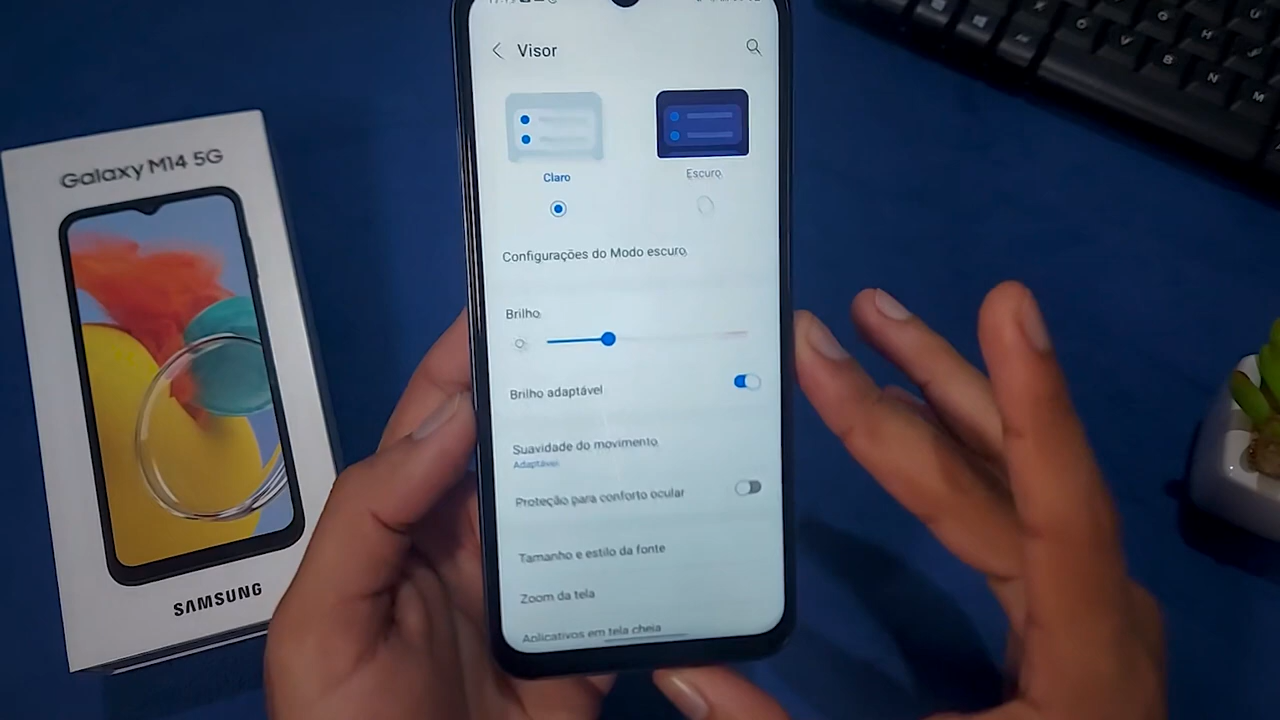 Visor
Claro
Escuro
Configurações do Modo escuro
Brilho
Brilho adaptável
Suavidade do movimento
Adaptável
Proteção para conforto ocular
Tamanho e estilo da fonte
Zoom da tela
Aplicativos em tela cheia
Galaxy M14 5G
SAMSUNG
X
C
V
B
N
M
G
H